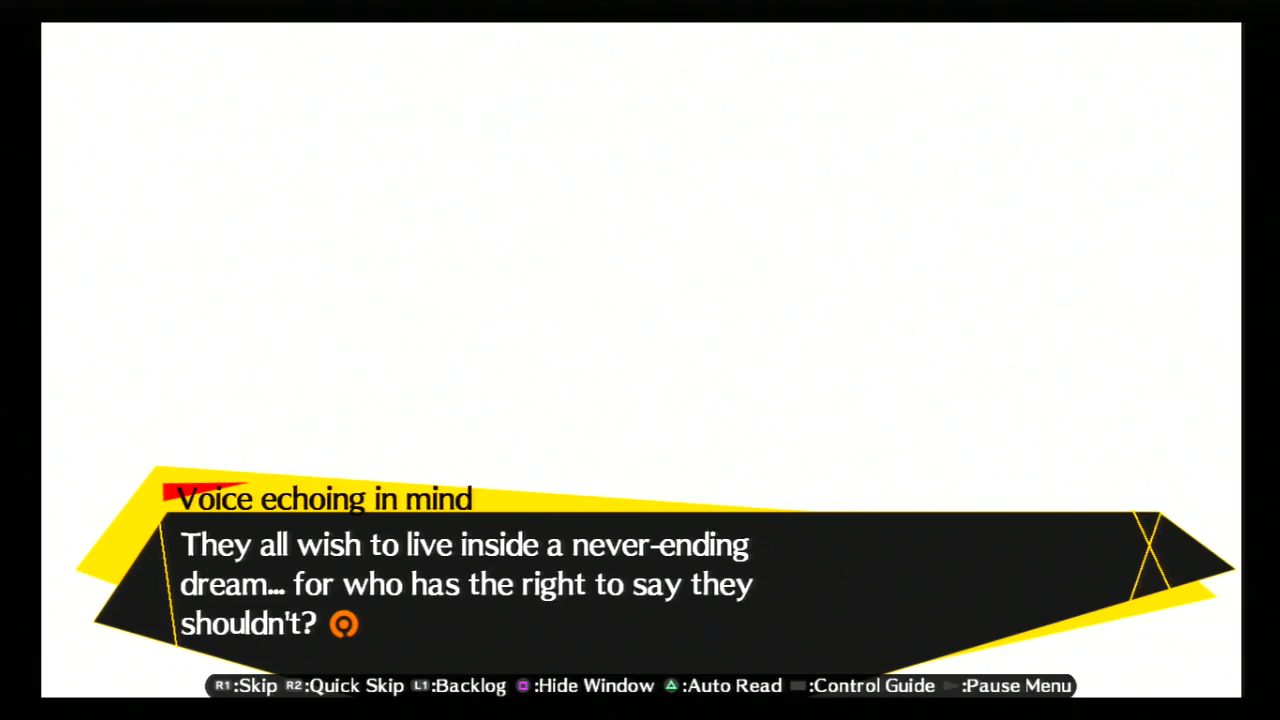 Voice echoing in mind
They all wish to live inside a never-ending
dream... for who has the right to say they
shouldn't?
R1:Skip R2:Quick Skip L1:Backlog :Hide Window :Auto Read :Control Guide :Pause Menu